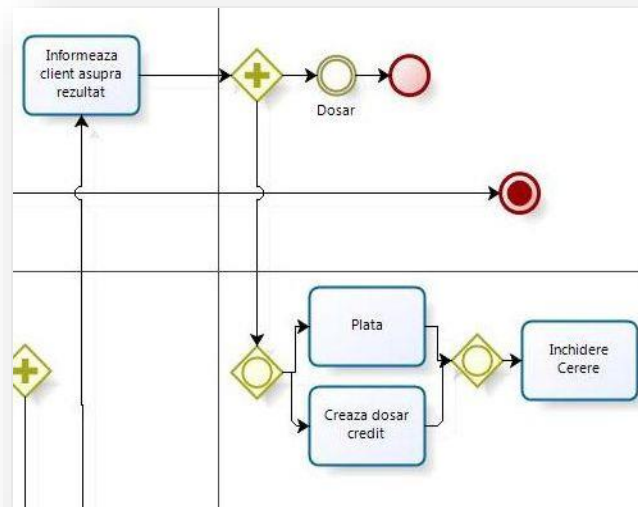 Informeaza
client asupra
rezultat
Dosar
Plata
Creaza dosar
credit
Inchidere
Cerere